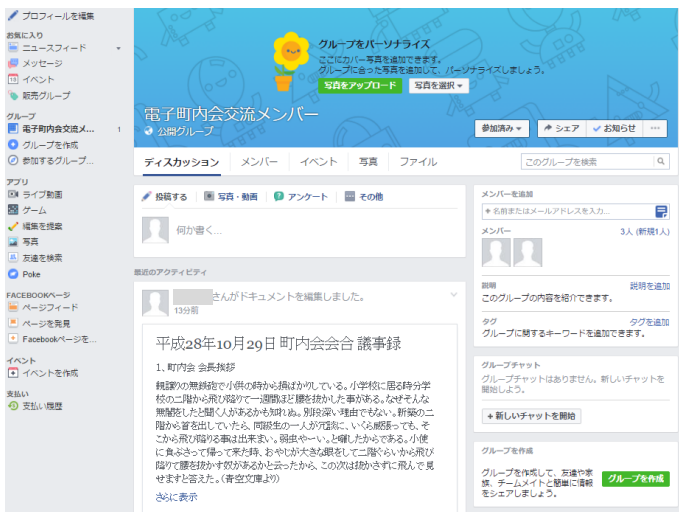 プロフィールを編集
お気に入り
ニュースフィード
メッセージ
イベント
販売グループ
グループ
電子町内会交流メ... 1
グループを作成
参加するグループ...
アプリ
ライブ動画
ゲーム
編集を提案
写真
友達を検索
Poke
FACEBOOKページ
ページフィード
ページを発見
Facebookページを...
イベント
イベントを作成
支払い
支払い履歴
グループをパーソナライズ
ここにカバー写真を追加できます。
グループに合った写真を追加して、パーソナライズしましょう。
写真をアップロード 写真を選択
電子町内会交流メンバー
公開グループ
参加済み シェア お知らせ ...
ディスカッション メンバー イベント 写真 ファイル
このグループを検索
投稿する 写真・動画 アンケート その他
何か書く...
最近のアクティビティ
さんがドキュメントを編集しました。
13分前
平成28年10月29日 町内会会合 議事録
1、町内会 会長挨拶
親譲りの無鉄砲で小供の時から損ばかりしている。小学校に居る時分学
校の二階から飛び降りて一週間ほど腰を抜かした事がある。なぜそんな
無闇をしたと聞く人があるかも知れぬ。別段深い理由でもない。新築の二
階から首を出していたら、同級生の一人が冗談に、いくら威張っても、そ
こから飛び降りる事は出来まい。弱虫やーい。と囃したからである。小使
に負ぶさって帰って来た時、おやじが大きな眼をして二階ぐらいから飛び
降りて腰を抜かす奴があるかと云ったから、この次は抜かさずに飛んで見
せますと答えた。(青空文庫より)
さらに表示
メンバーを追加
+ 名前またはメールアドレスを入力...
メンバー 3人 (新規1人)
説明 説明を追加
このグループの内容を紹介できます。
タグ タグを追加
グループに関するキーワードを追加できます。
グループチャット
グループチャットはありません。新しいチャットを
開始しよう。
+ 新しいチャットを開始
グループを作成
グループを作成して、友達や家
族、チームメイトと簡単に情報
をシェアしましょう。
グループを作成